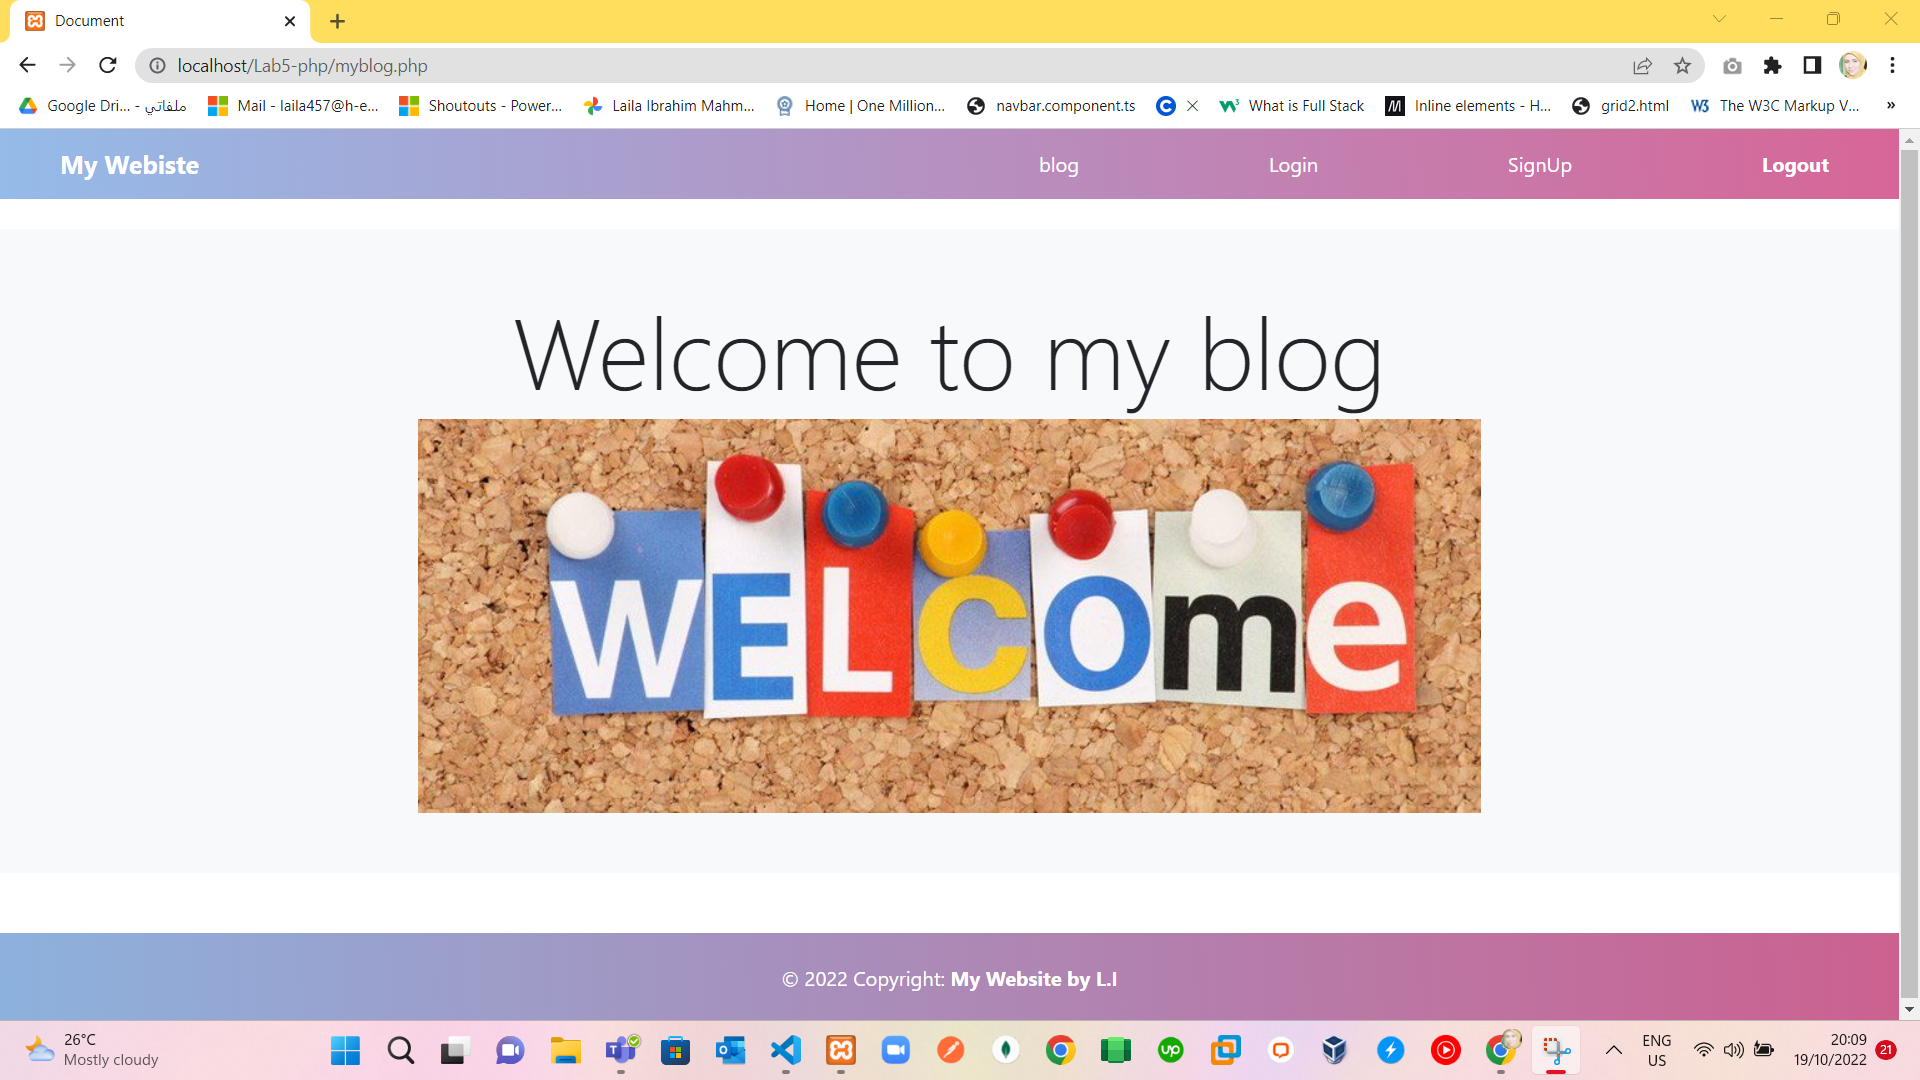 Document
localhost/Lab5-php/myblog.php
Google Dri... - ملفاتي
Mail - laila457@h-e...
Shoutouts - Power...
Laila Ibrahim Mahm...
Home | One Million...
navbar.component.ts
What is Full Stack
Inline elements - H...
grid2.html
The W3C Markup V...
»
My Webiste
blog
Login
SignUp
Logout
Welcome to my blog
WELcome
© 2022 Copyright: My Website by L.I
26°C
Mostly cloudy
ENG
US
20:09
19/10/2022
21